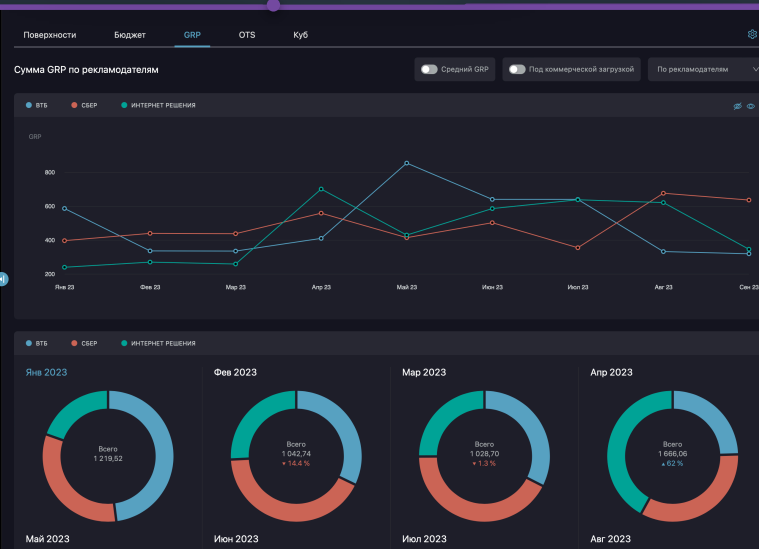 Поверхности Бюджет GRP OTS Куб
Сумма GRP по рекламодателям Средний GRP Под коммерческой загрузкой По рекламодателям
ВТБ СБЕР ИНТЕРНЕТ РЕШЕНИЯ
GRP
800
600
400
200
Янв 23 Фев 23 Мар 23 Апр 23 Май 23 Июн 23 Июл 23 Авг 23 Сен 23
ВТБ СБЕР ИНТЕРНЕТ РЕШЕНИЯ
Янв 2023 Фев 2023 Мар 2023 Апр 2023
Всего Всего Всего Всего
1 219,52 1 042,74 1 028,70 1 666,06
▼ 14.4 % ▼ 1.3 % ▲ 62 %
Май 2023 Июн 2023 Июл 2023 Авг 2023